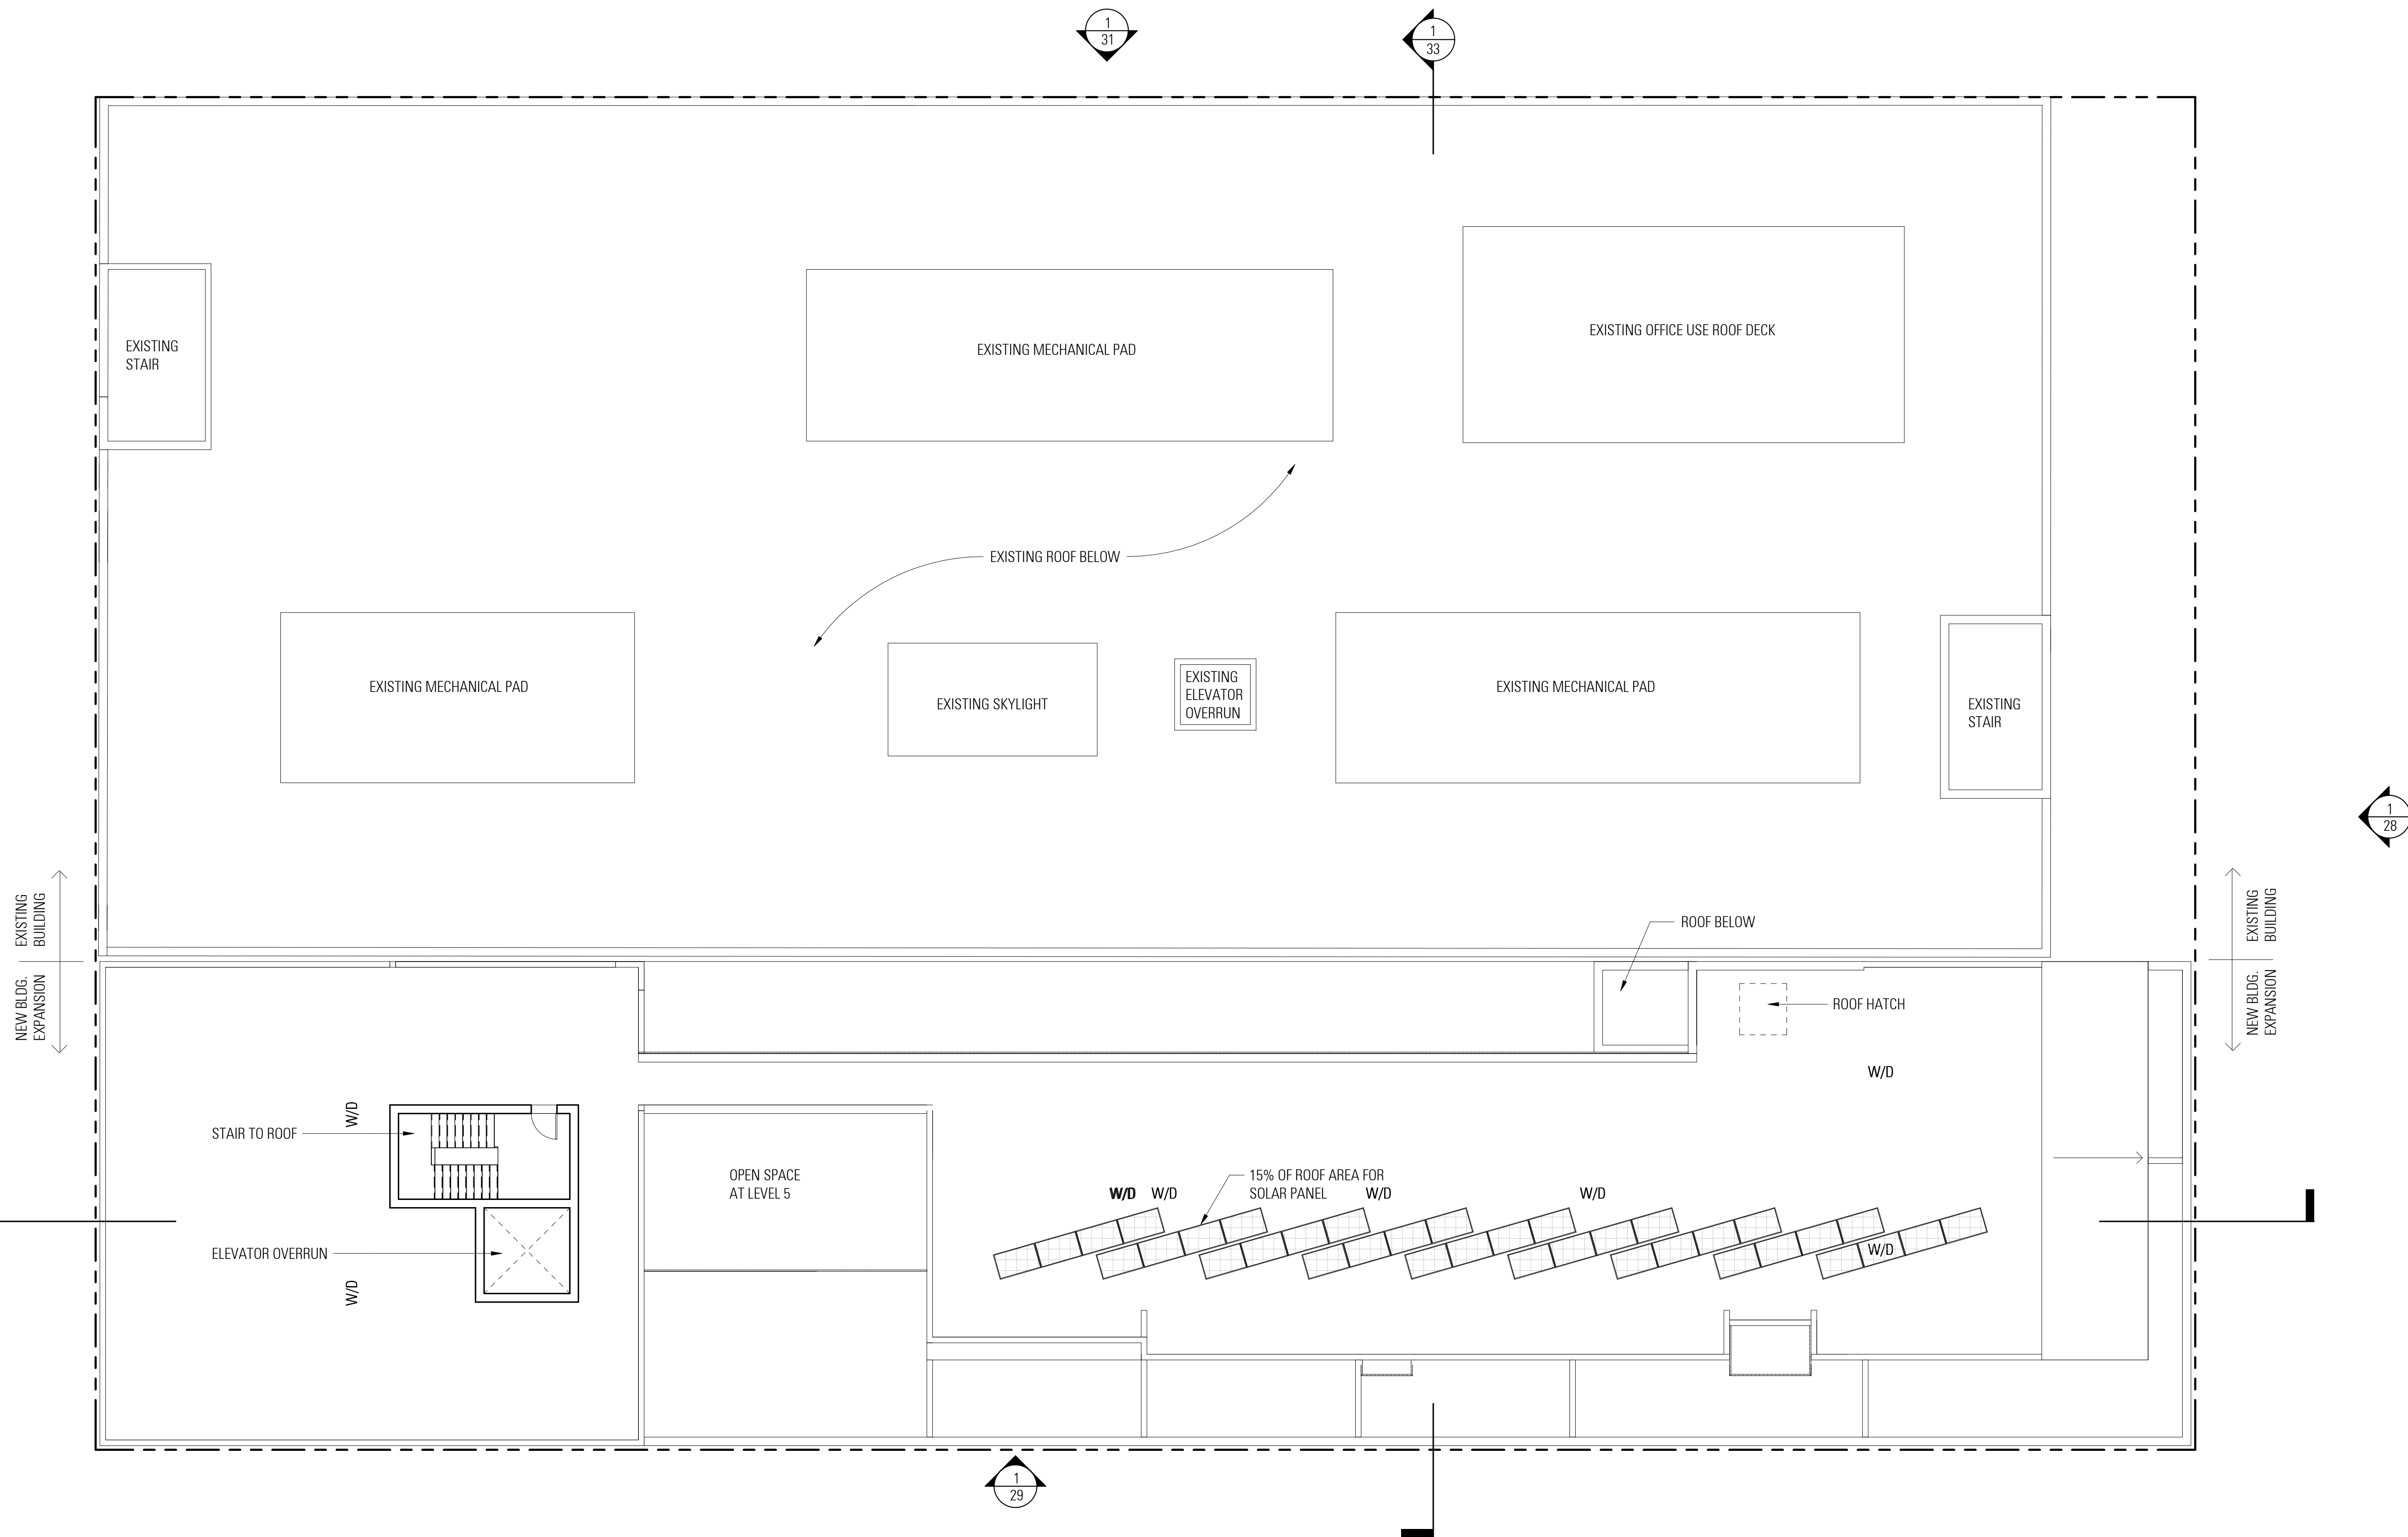 1
31
1
33
EXISTING
STAIR
EXISTING MECHANICAL PAD
EXISTING OFFICE USE ROOF DECK
EXISTING ROOF BELOW
EXISTING MECHANICAL PAD
EXISTING SKYLIGHT
EXISTING
ELEVATOR
OVERRUN
EXISTING MECHANICAL PAD
EXISTING
STAIR
1
28
EXISTING
BUILDING
NEW BLDG.
EXPANSION
EXISTING
BUILDING
NEW BLDG.
EXPANSION
ROOF BELOW
ROOF HATCH
W/D
W/D
STAIR TO ROOF
OPEN SPACE
AT LEVEL 5
15% OF ROOF AREA FOR
SOLAR PANEL
W/D
W/D
W/D
W/D
W/D
ELEVATOR OVERRUN
W/D
1
29